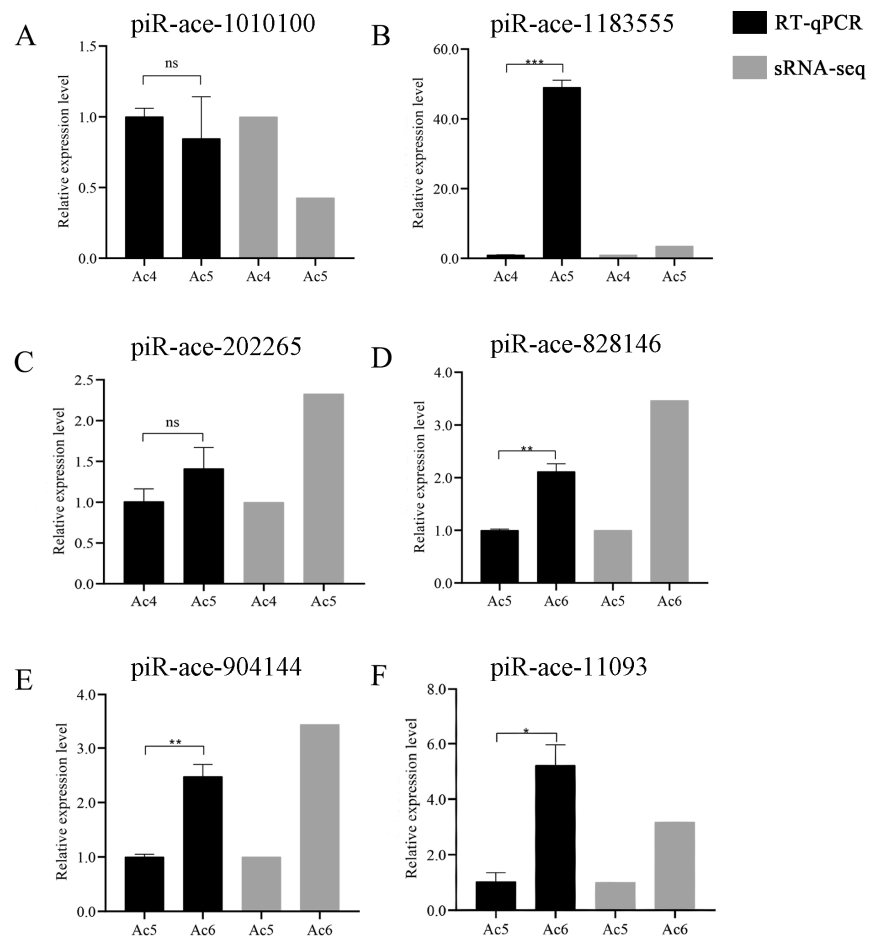 A
piR-ace-1010100
Relative expression level
1.5
1.0
0.5
0.0
ns
Ac4 Ac5 Ac4 Ac5
B
piR-ace-1183555
Relative expression level
60.0
40.0
20.0
0.0
***
Ac4 Ac5 Ac4 Ac5
RT-qPCR
sRNA-seq
C
piR-ace-202265
Relative expression level
2.5
2.0
1.5
1.0
0.5
0.0
ns
Ac4 Ac5 Ac4 Ac5
D
piR-ace-828146
Relative expression level
4.0
3.0
2.0
1.0
0.0
**
Ac5 Ac6 Ac5 Ac6
E
piR-ace-904144
Relative expression level
4.0
3.0
2.0
1.0
0.0
**
Ac5 Ac6 Ac5 Ac6
F
piR-ace-11093
Relative expression level
8.0
6.0
4.0
2.0
0.0
*
Ac5 Ac6 Ac5 Ac6